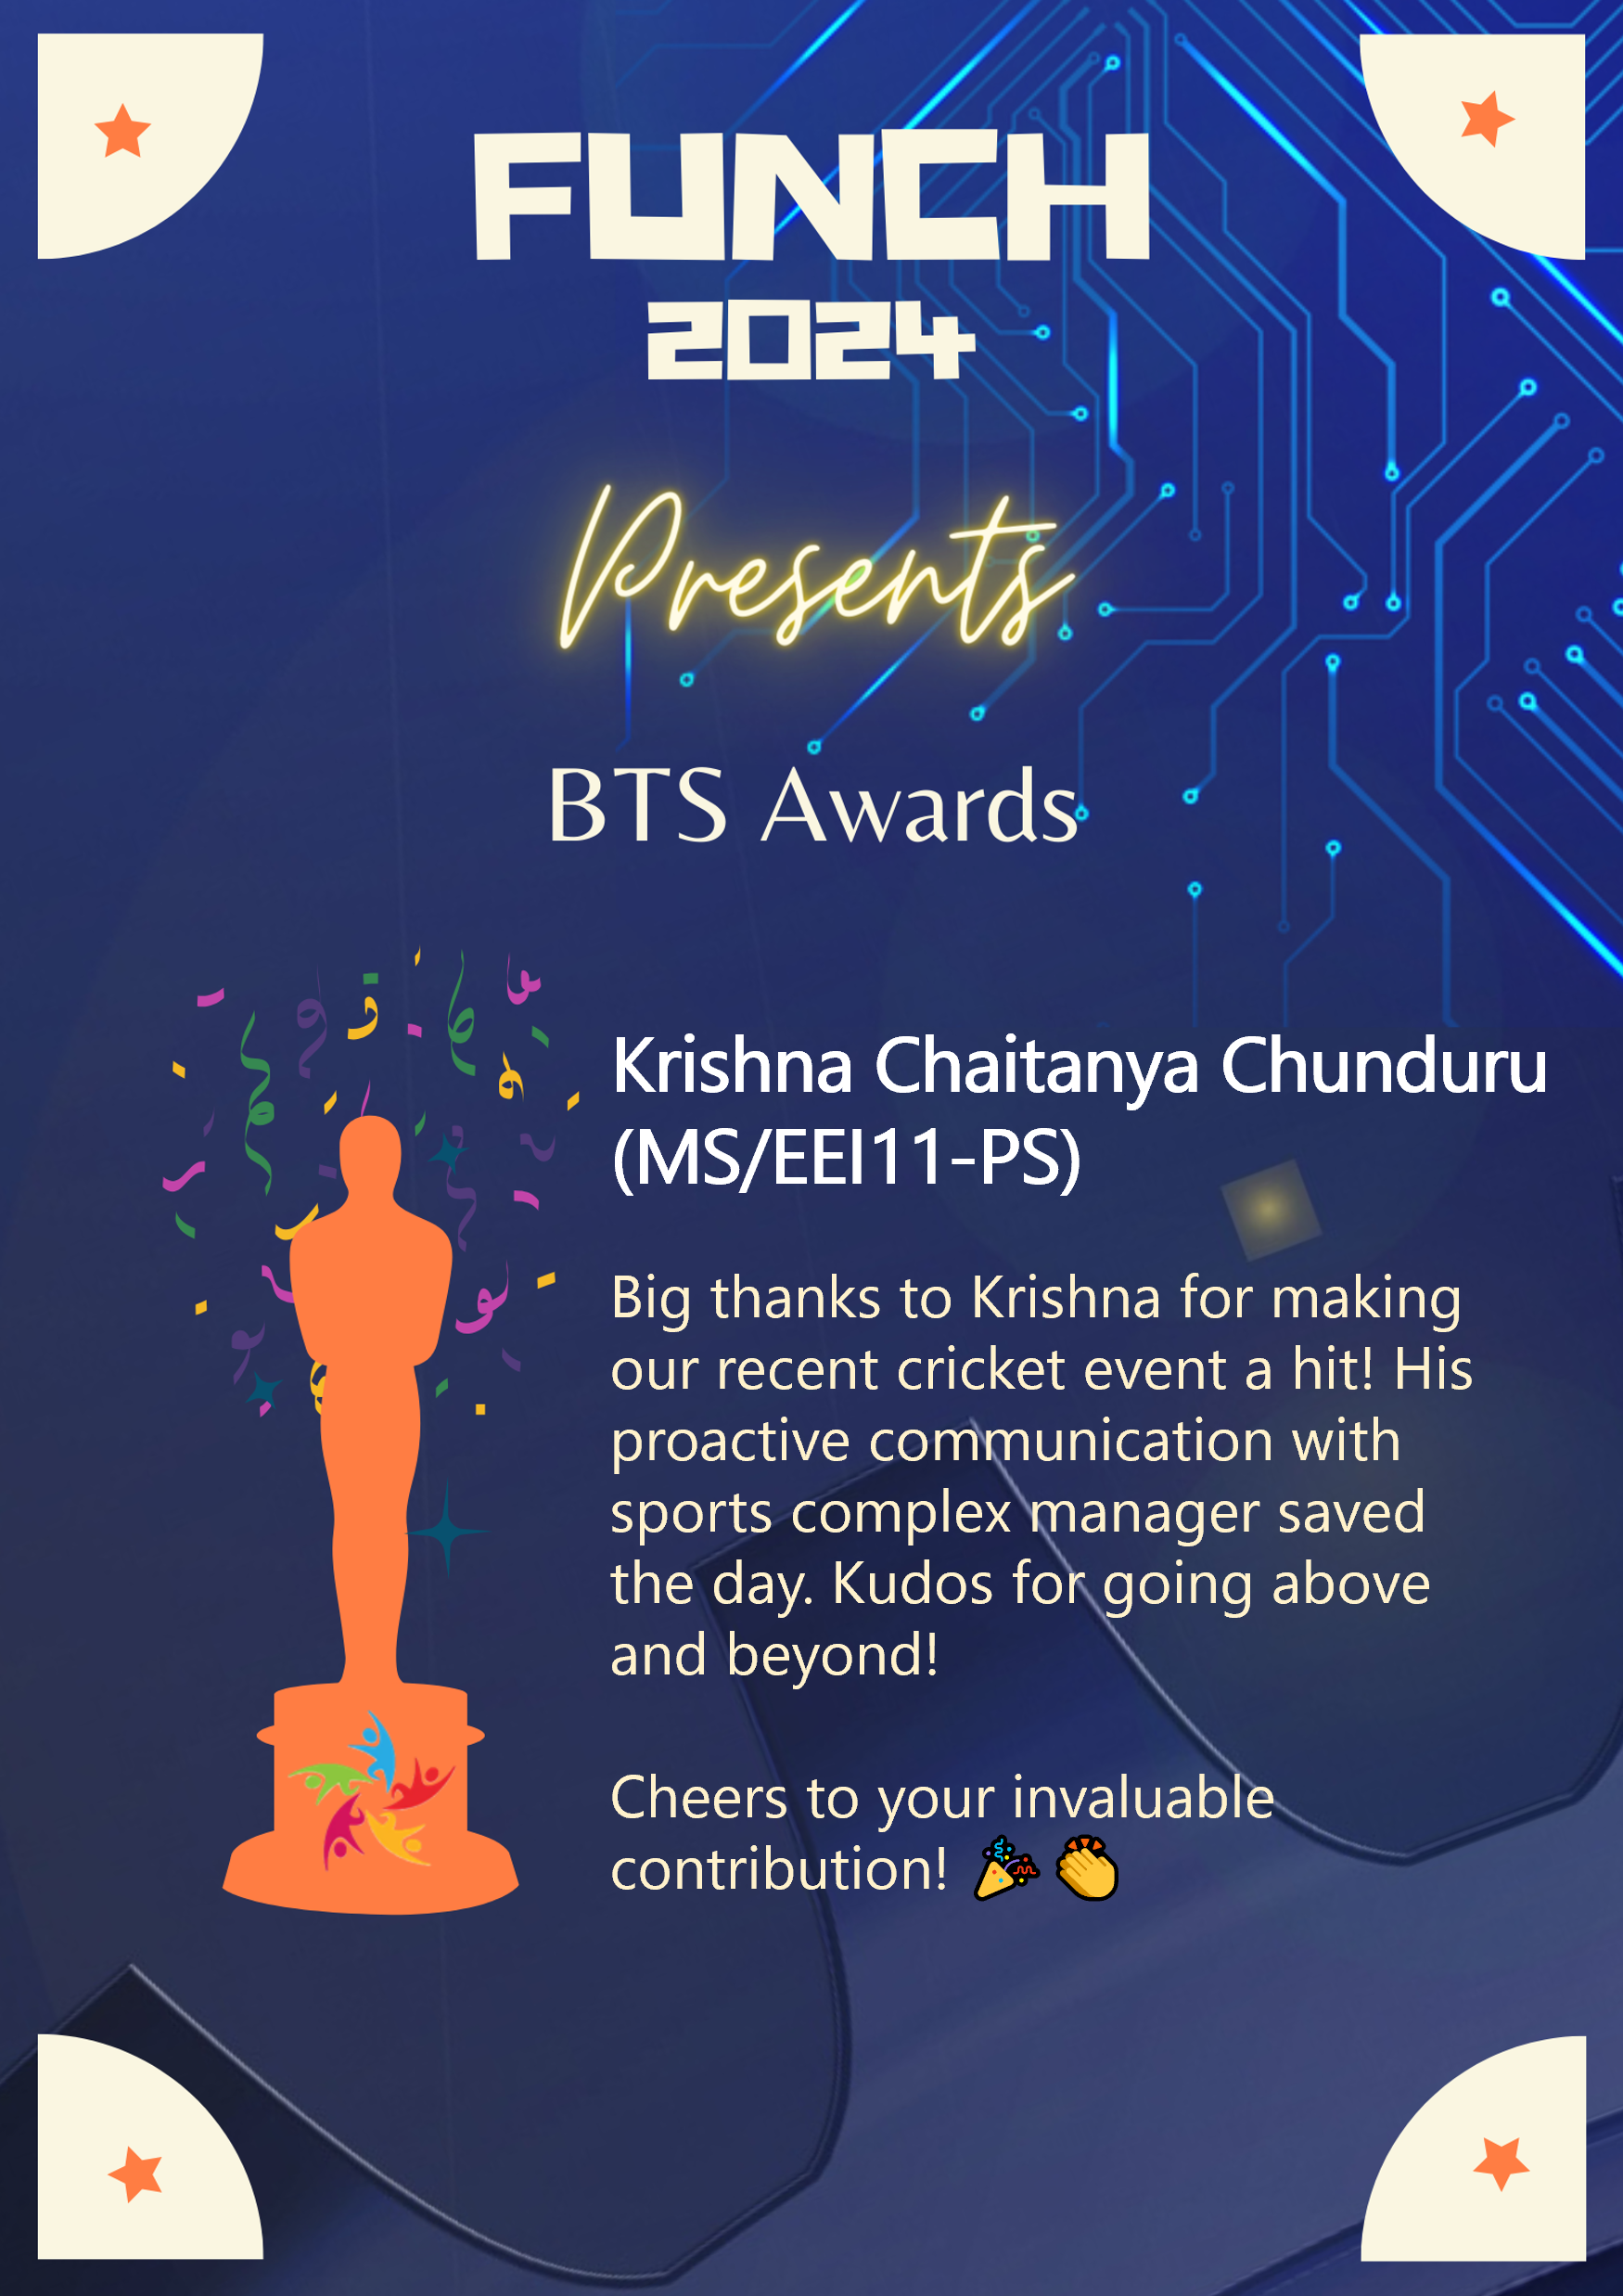 FUNCH
2024
Presents
BTS Awards
Krishna Chaitanya Chunduru
(MS/EEI11-PS)
Big thanks to Krishna for making
our recent cricket event a hit! His
proactive communication with
sports complex manager saved
the day. Kudos for going above
and beyond!
Cheers to your invaluable
contribution! 🎉 👏